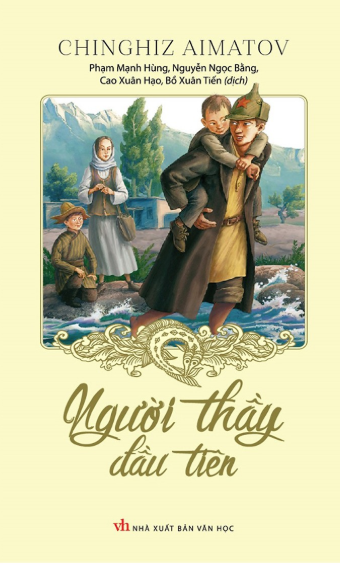 CHINGHIZ AIMATOV
Phạm Mạnh Hùng, Nguyễn Ngọc Bằng,
Cao Xuân Hạo, Bồ Xuân Tiến (dịch)
Người thầy
đầu tiên
vh NHÀ XUẤT BẢN VĂN HỌC